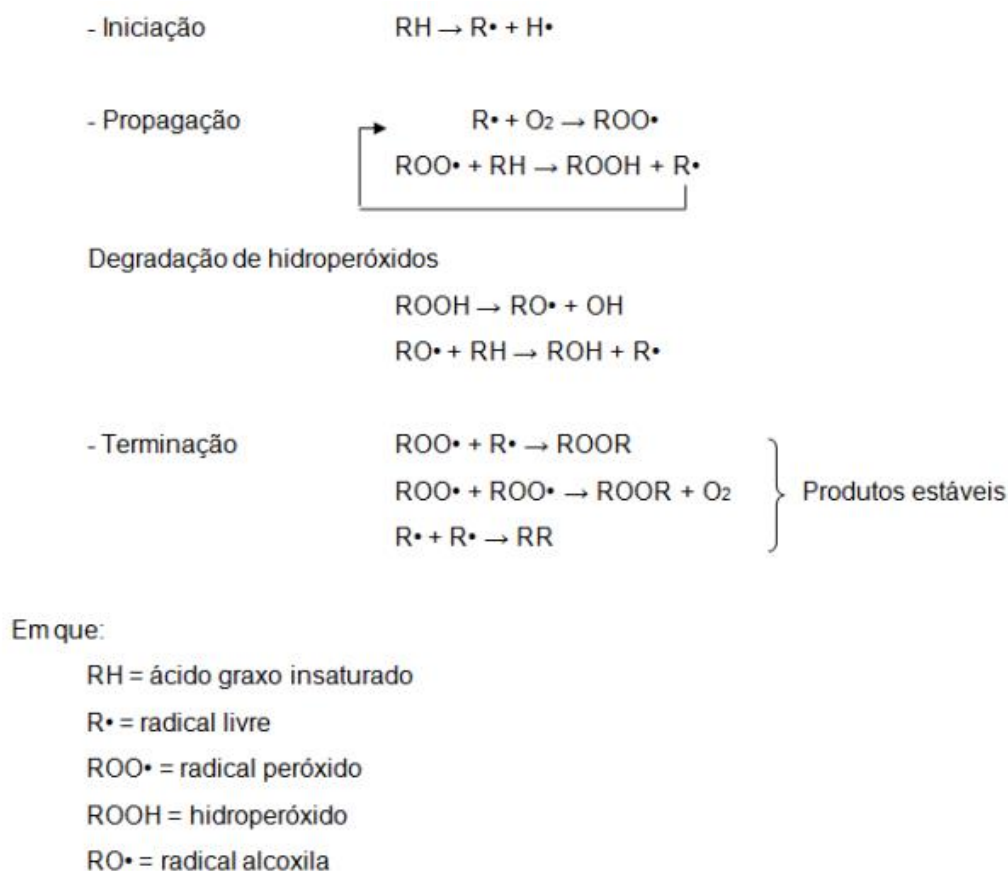 - Iniciação RH → R• + H•
- Propagação R• + O2 → ROO•
ROO• + RH → ROOH + R•
Degradação de hidroperóxidos
ROOH → RO• + OH
RO• + RH → ROH + R•
- Terminação ROO• + R• → ROOR
ROO• + ROO• → ROOR + O2 Produtos estáveis
R• + R• → RR
Em que:
RH = ácido graxo insaturado
R• = radical livre
ROO• = radical peróxido
ROOH = hidroperóxido
RO• = radical alcoxila